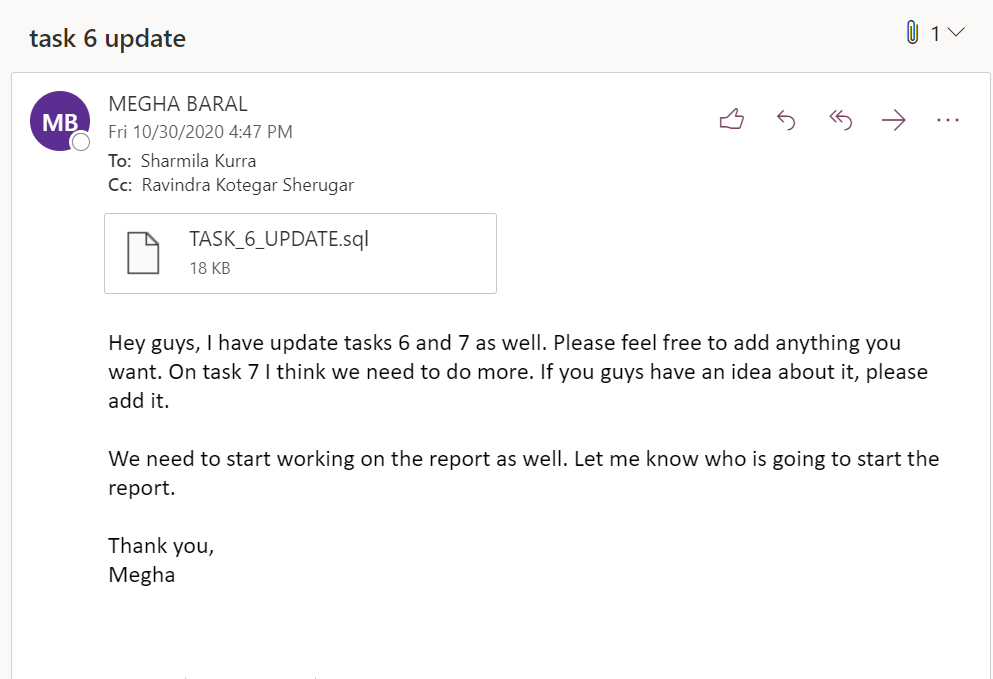 task 6 update
1
MB
MEGHA BARAL
Fri 10/30/2020 4:47 PM
To: Sharmila Kurra
Cc: Ravindra Kotegar Sherugar
TASK_6_UPDATE.sql
18 KB
Hey guys, I have update tasks 6 and 7 as well. Please feel free to add anything you
want. On task 7 I think we need to do more. If you guys have an idea about it, please
add it.
We need to start working on the report as well. Let me know who is going to start the
report.
Thank you,
Megha